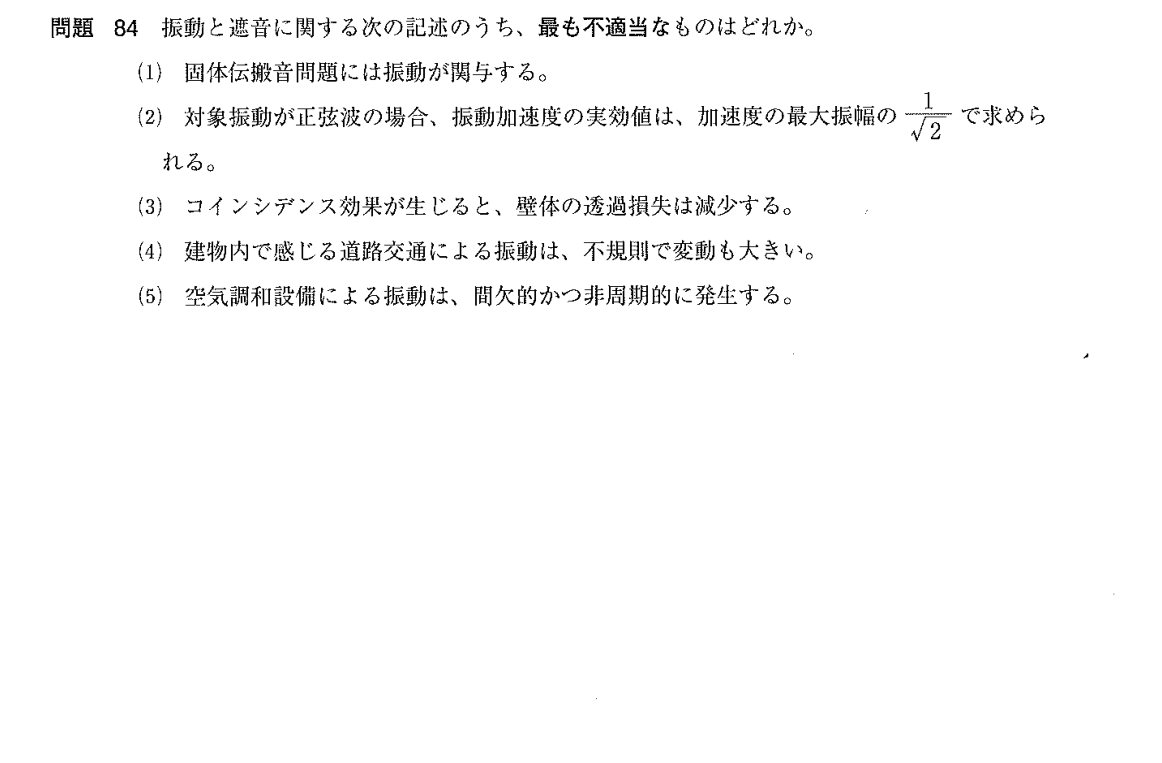 問題 84 振動と遮音に関する次の記述のうち、最も不適当なものはどれか。
(1) 固体伝搬音問題には振動が関与する。
(2) 対象振動が正弦波の場合、振動加速度の実効値は、加速度の最大振幅の 1/√2 で求めら
れる。
(3) コインシデンス効果が生じると、壁体の透過損失は減少する。
(4) 建物内で感じる道路交通による振動は、不規則で変動も大きい。
(5) 空気調和設備による振動は、間欠的かつ非周期的に発生する。